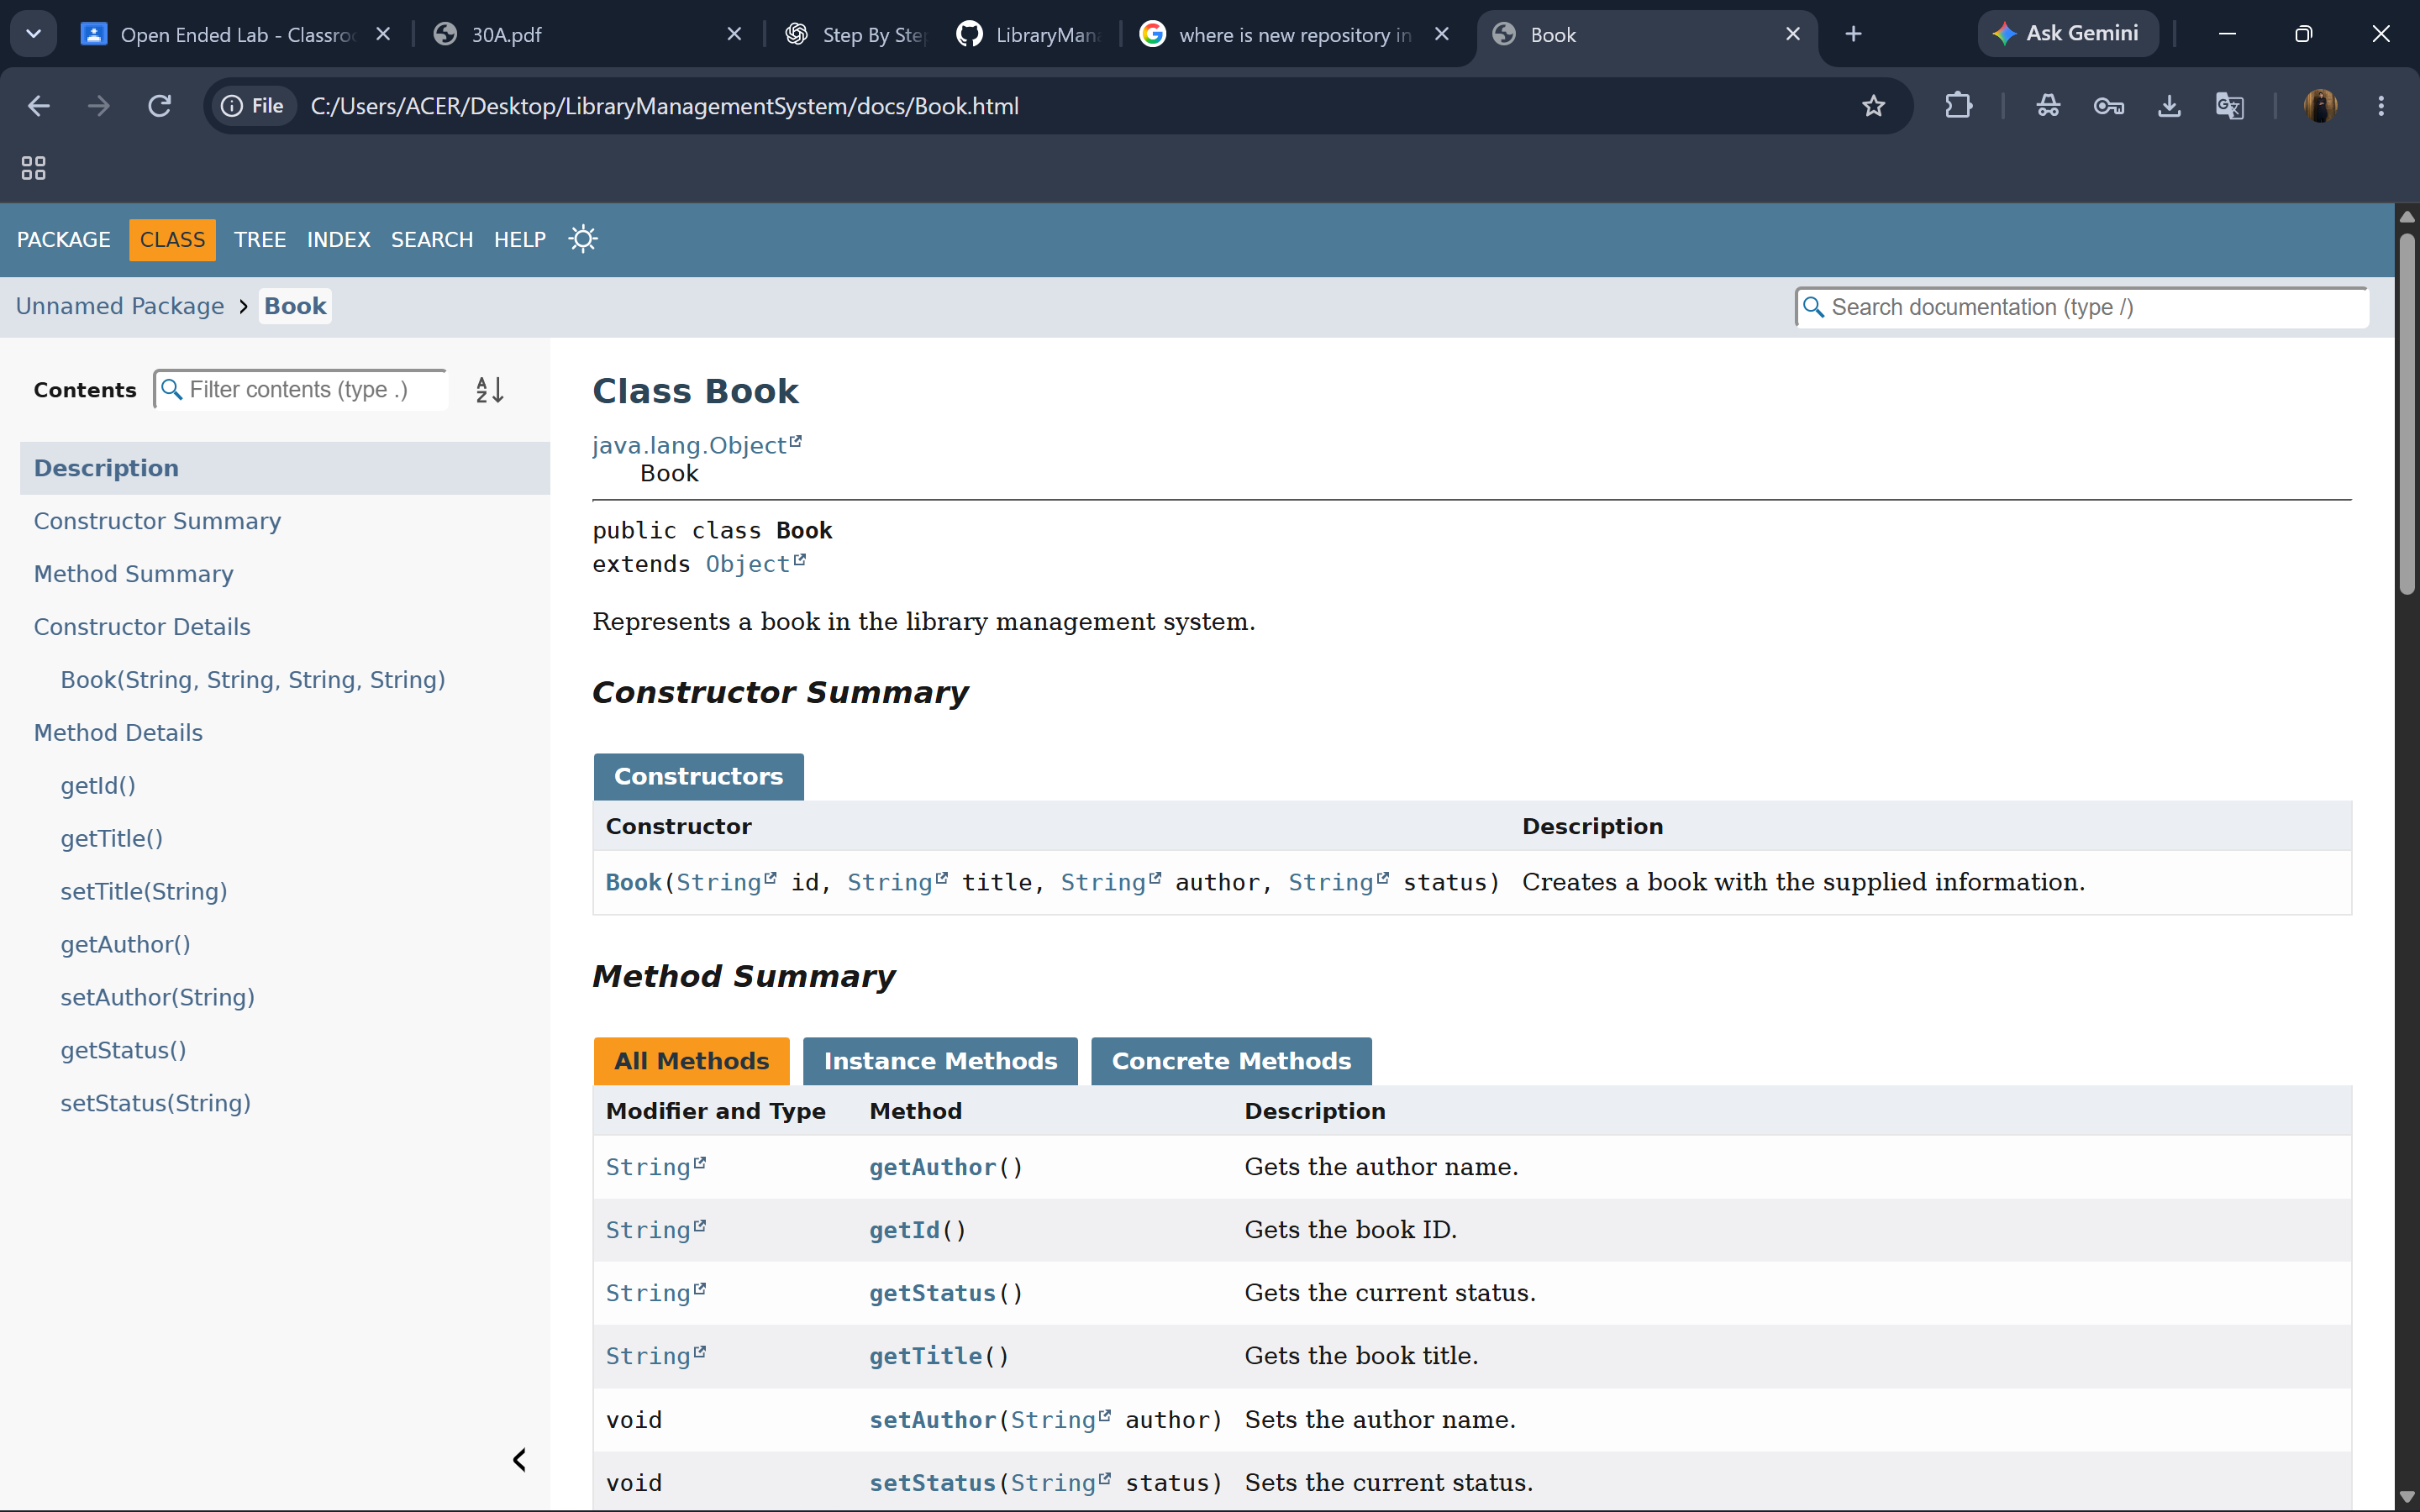 Open Ended Lab - Classro
30A.pdf
Step By Ste
LibraryMana
where is new repository in
Book
Ask Gemini
File
C:/Users/ACER/Desktop/LibraryManagementSystem/docs/Book.html
PACKAGE CLASS TREE INDEX SEARCH HELP
Unnamed Package > Book
Search documentation (type /)
Contents
Filter contents (type .)
Description
Constructor Summary
Method Summary
Constructor Details
Book(String, String, String, String)
Method Details
getId()
getTitle()
setTitle(String)
getAuthor()
setAuthor(String)
getStatus()
setStatus(String)
Class Book
java.lang.Object
Book
public class Book
extends Object
Represents a book in the library management system.
Constructor Summary
Constructors
Constructor Description
Book(String id, String title, String author, String status) Creates a book with the supplied information.
Method Summary
All Methods Instance Methods Concrete Methods
Modifier and Type Method Description
String getAuthor() Gets the author name.
String getId() Gets the book ID.
String getStatus() Gets the current status.
String getTitle() Gets the book title.
void setAuthor(String author) Sets the author name.
void setStatus(String status) Sets the current status.